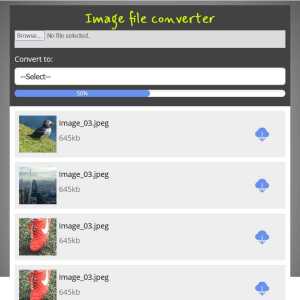 Image file converter
Browse... No file selected.
Convert to:
--Select--
50%
Image_03.jpeg
645kb
Image_03.jpeg
645kb
Image_03.jpeg
645kb
Image_03.jpeg
645kb